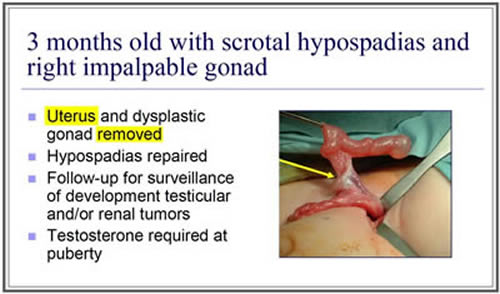 3 months old with scrotal hypospadias and
right impalpable gonad
Uterus and dysplastic
gonad removed
Hypospadias repaired
Follow-up for surveillance
of development testicular
and/or renal tumors
Testosterone required at
puberty